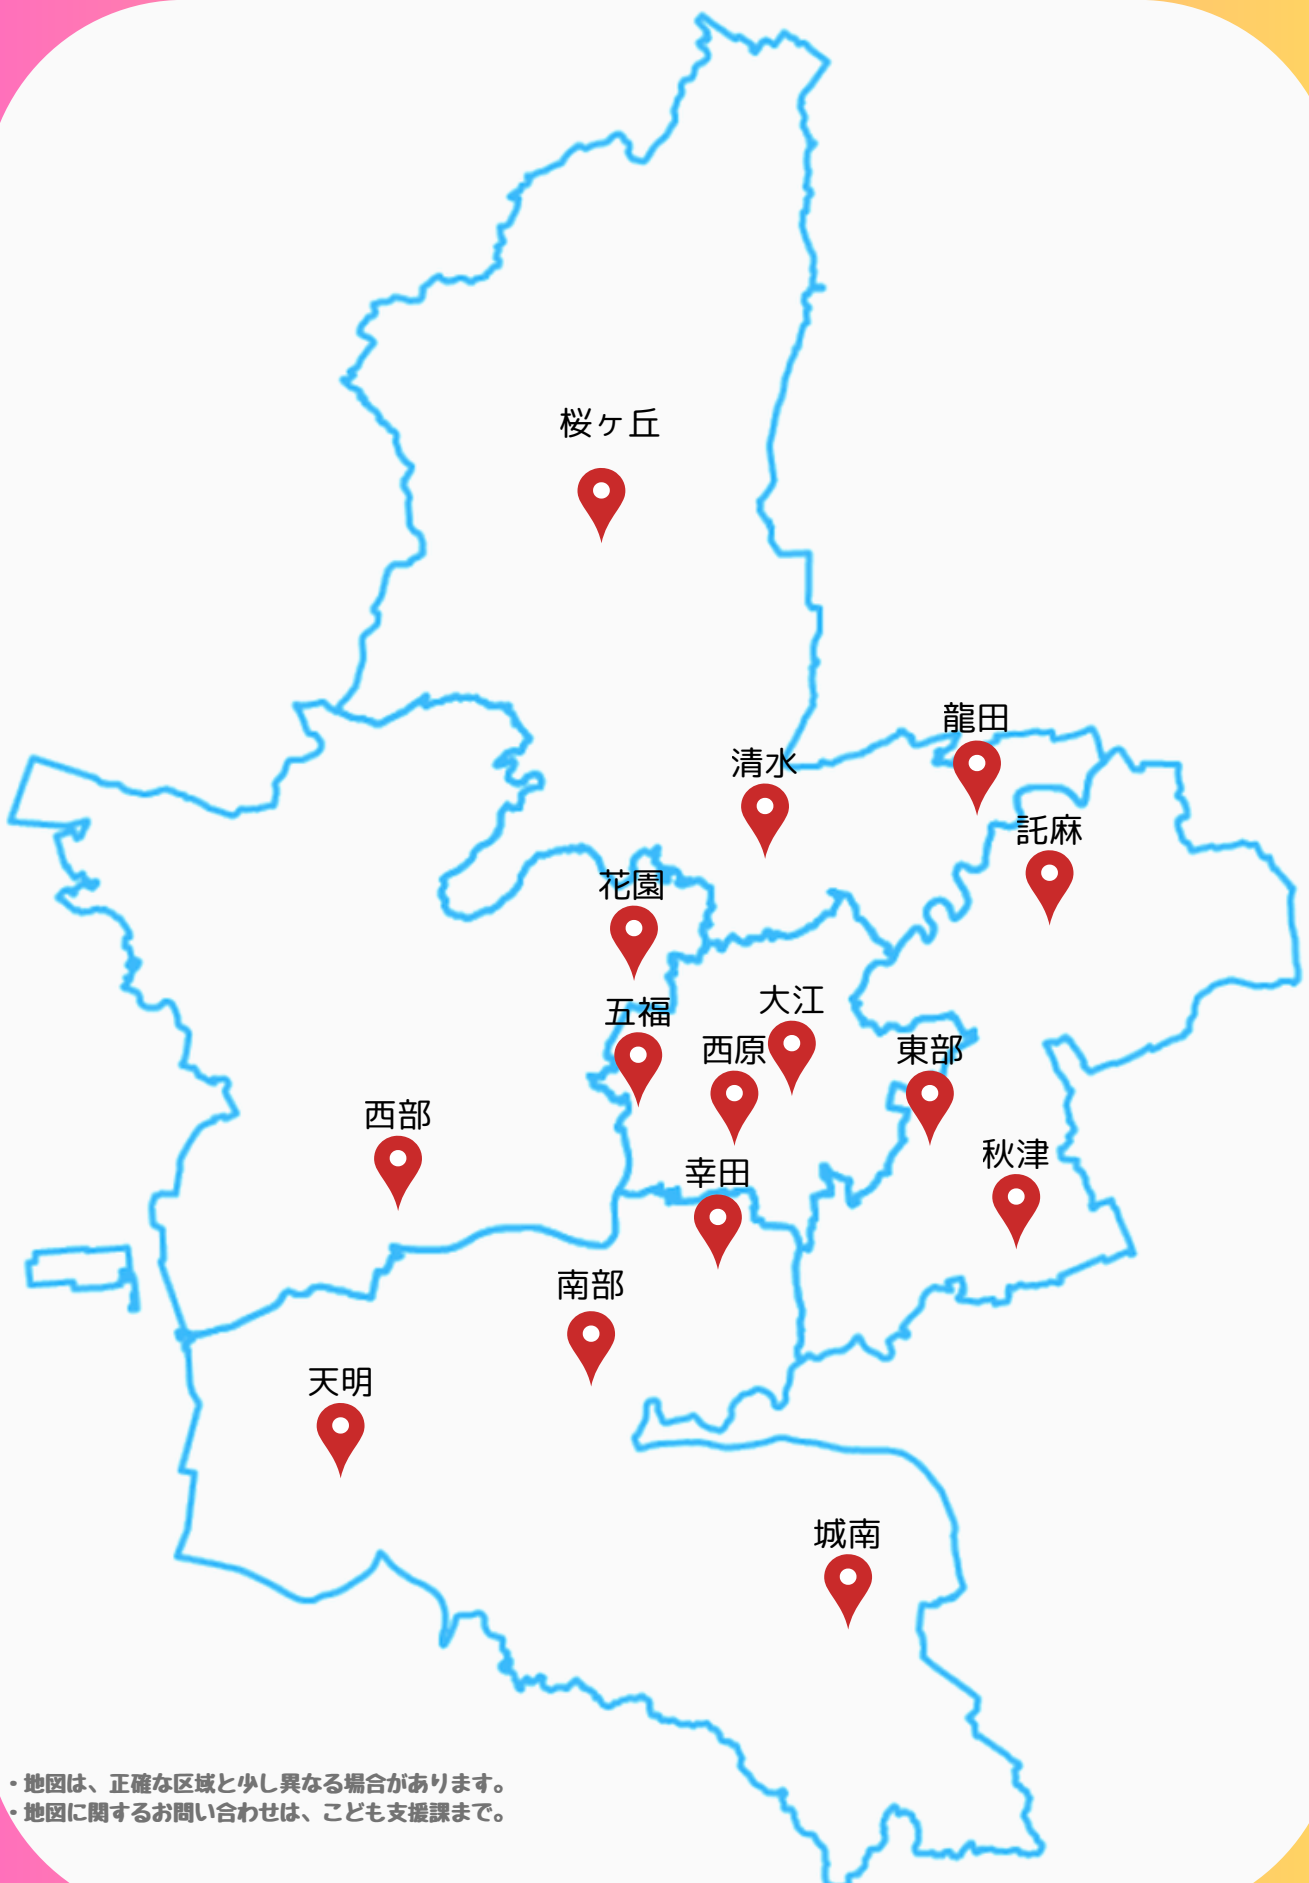 桜ヶ丘
龍田
清水
託麻
花園
大江
五福
西原
東部
西部
秋津
幸田
南部
天明
城南
・地図は、正確な区域と少し異なる場合があります。
・地図に関するお問い合わせは、こども支援課まで。